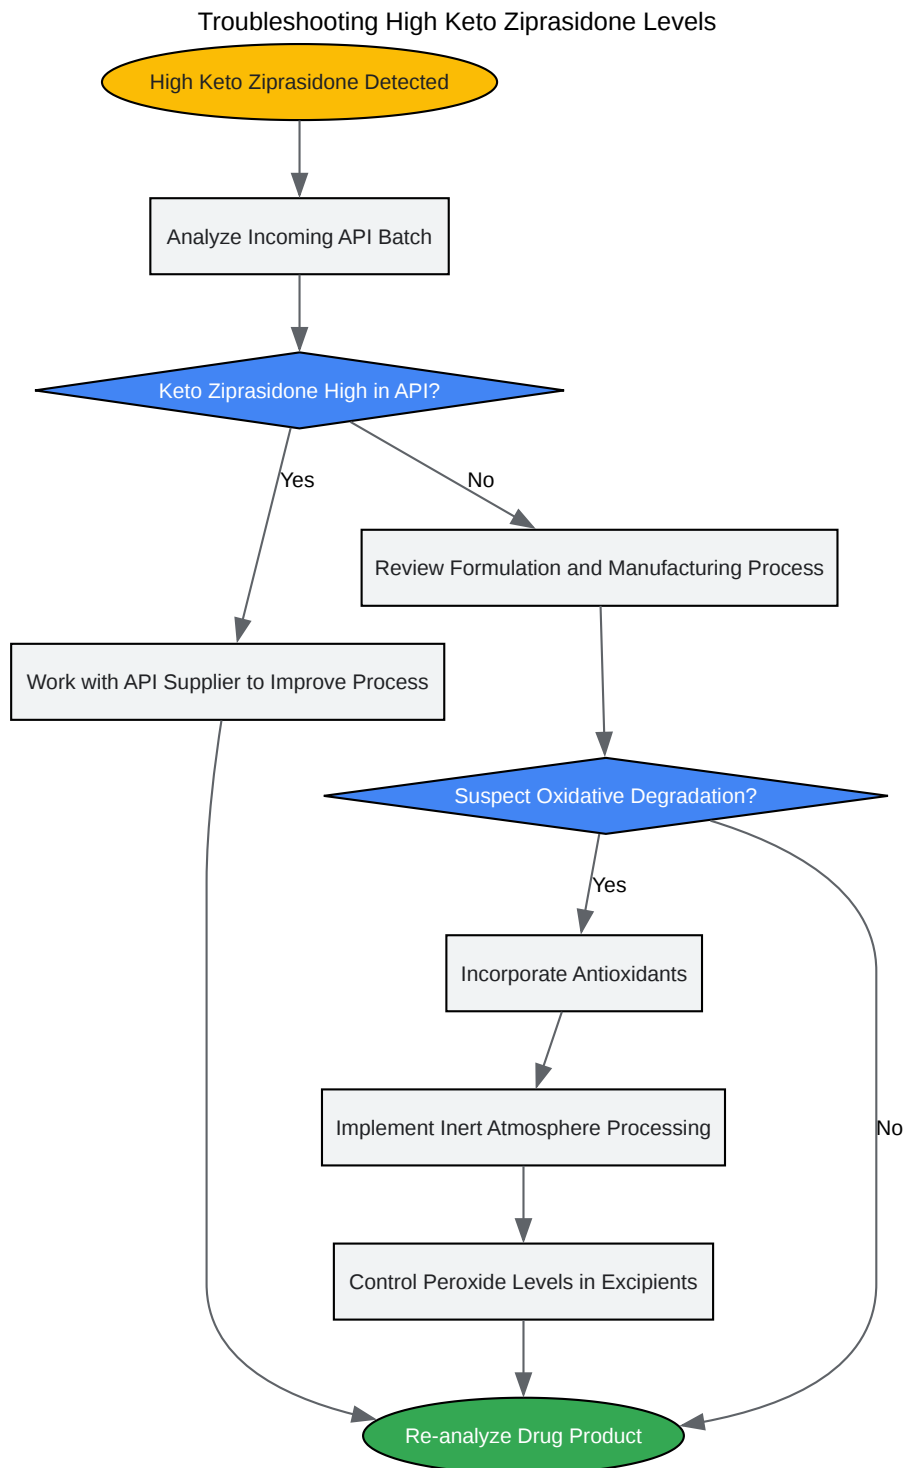 Troubleshooting High Keto Ziprasidone Levels
High Keto Ziprasidone Detected
Analyze Incoming API Batch
Keto Ziprasidone High in API?
Yes
No
Review Formulation and Manufacturing Process
Work with API Supplier to Improve Process
Suspect Oxidative Degradation?
Yes
Incorporate Antioxidants
Implement Inert Atmosphere Processing
No
Control Peroxide Levels in Excipients
Re-analyze Drug Product